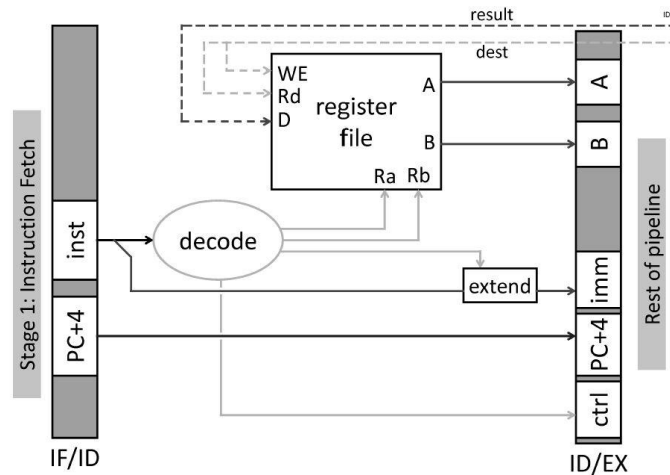 result
ID
dest
WE
Rd
D
register
file
A
B
Ra Rb
A
B
Stage 1: Instruction Fetch
inst
decode
extend
imm
PC+4
PC+4
ctrl
Rest of pipeline
IF/ID
ID/EX